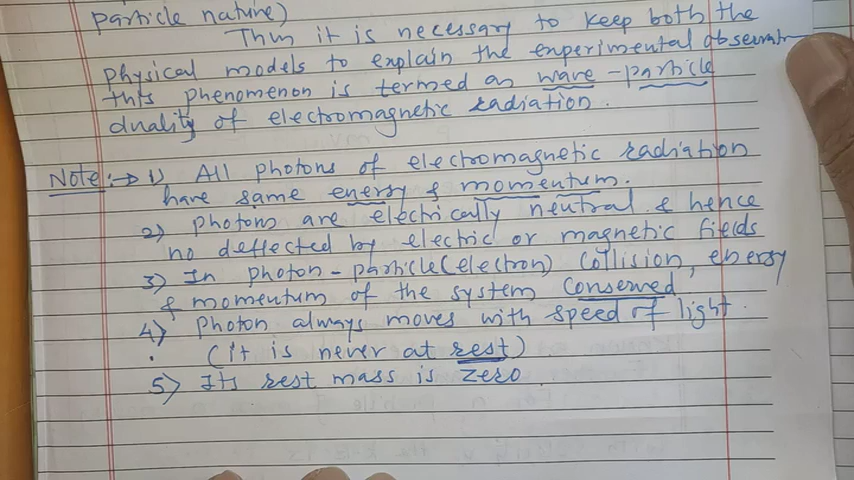 particle nature)
Thus it is necessary to keep both the
physical models to explain the experimental observat
this phenomenon is termed as wave-particle
duality of electromagnetic radiation.
Note:→ 1) All photons of electromagnetic radiation
have same energy & momentum.
2) Photons are electrically neutral & hence
no deflected by electric or magnetic fields
3) In photon-particle(electron) collision, energy
& momentum of the system conserved
4) Photon always moves with speed of light.
(it is never at rest)
5) Its rest mass is zero.